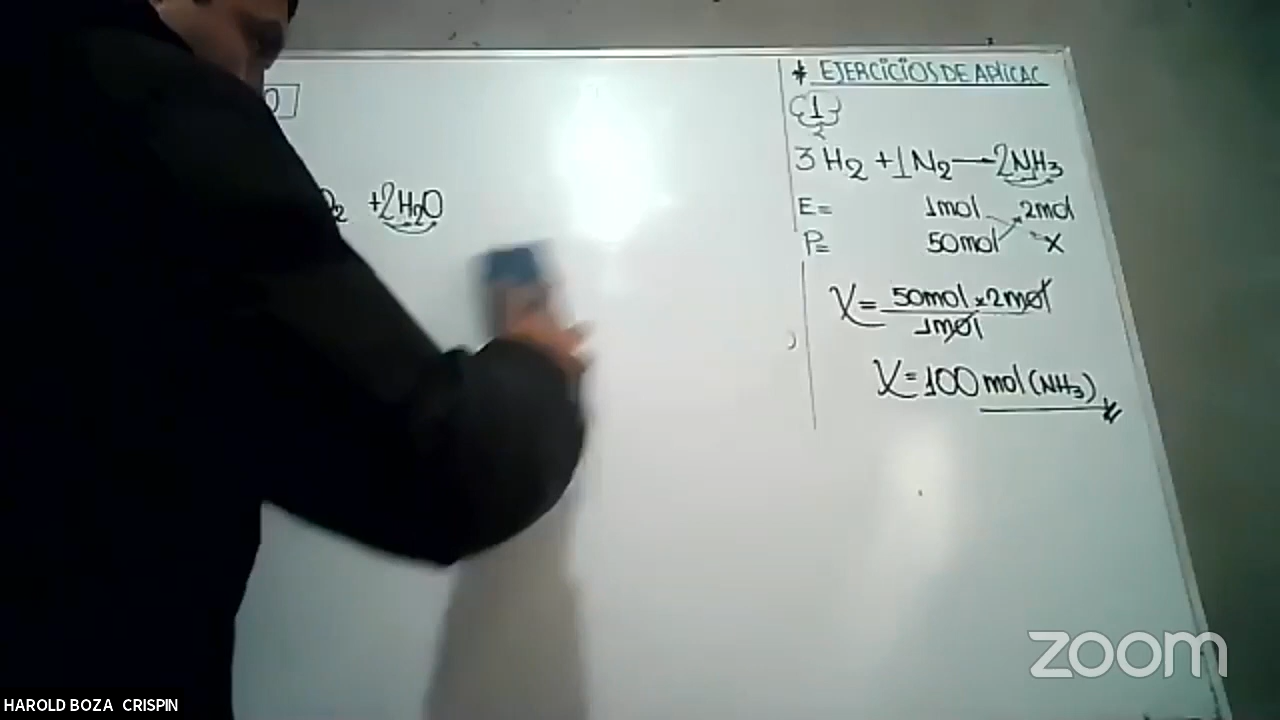 O₂ +2H₂O
* EJERCICIOS DE APLICAC
1
3H₂ + 1N₂ → 2NH₃
E= 1mol 2mol
P= 50mol X
X= 50mol x 2mol
1mol
X=100 mol (NH₃)
zoom
HAROLD BOZA CRISPIN